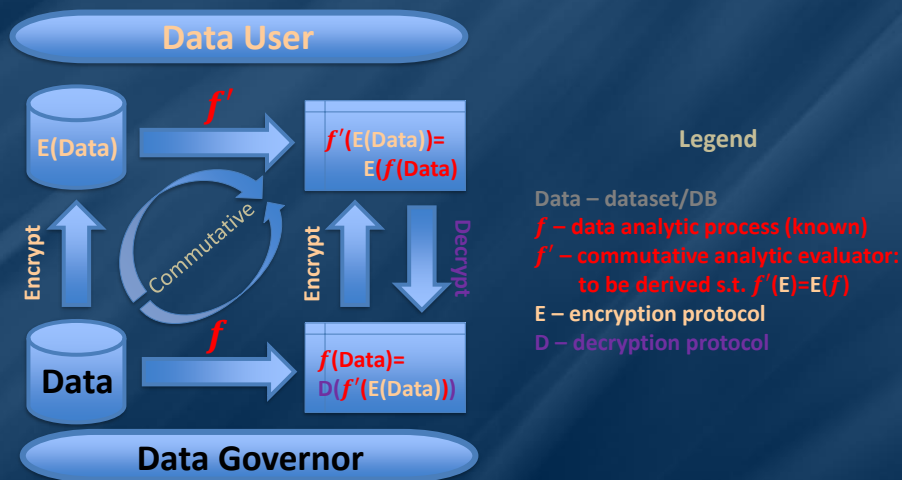 Data User
f′
E(Data)
f′(E(Data))=
E(f(Data)
Encrypt
Commutative
Encrypt
Decrypt
f
Data
f(Data)=
D(f′(E(Data)))
Data Governor
Legend
Data – dataset/DB
f – data analytic process (known)
f′ – commutative analytic evaluator:
to be derived s.t. f′(E)=E(f)
E – encryption protocol
D – decryption protocol